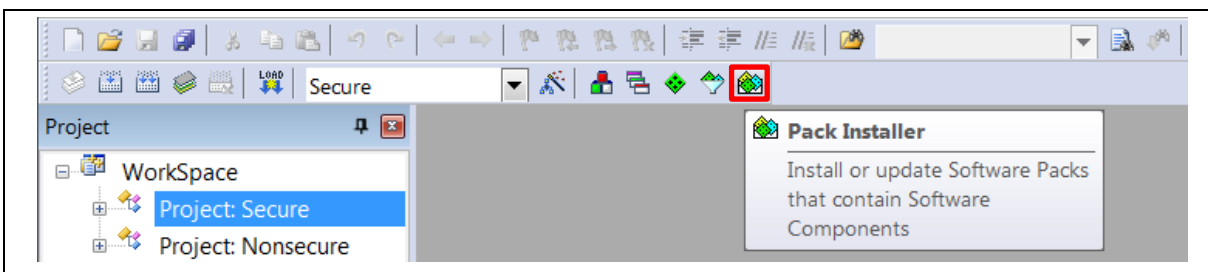 LOAD
Secure
Project
WorkSpace
Project: Secure
Project: Nonsecure
Pack Installer
Install or update Software Packs
that contain Software
Components